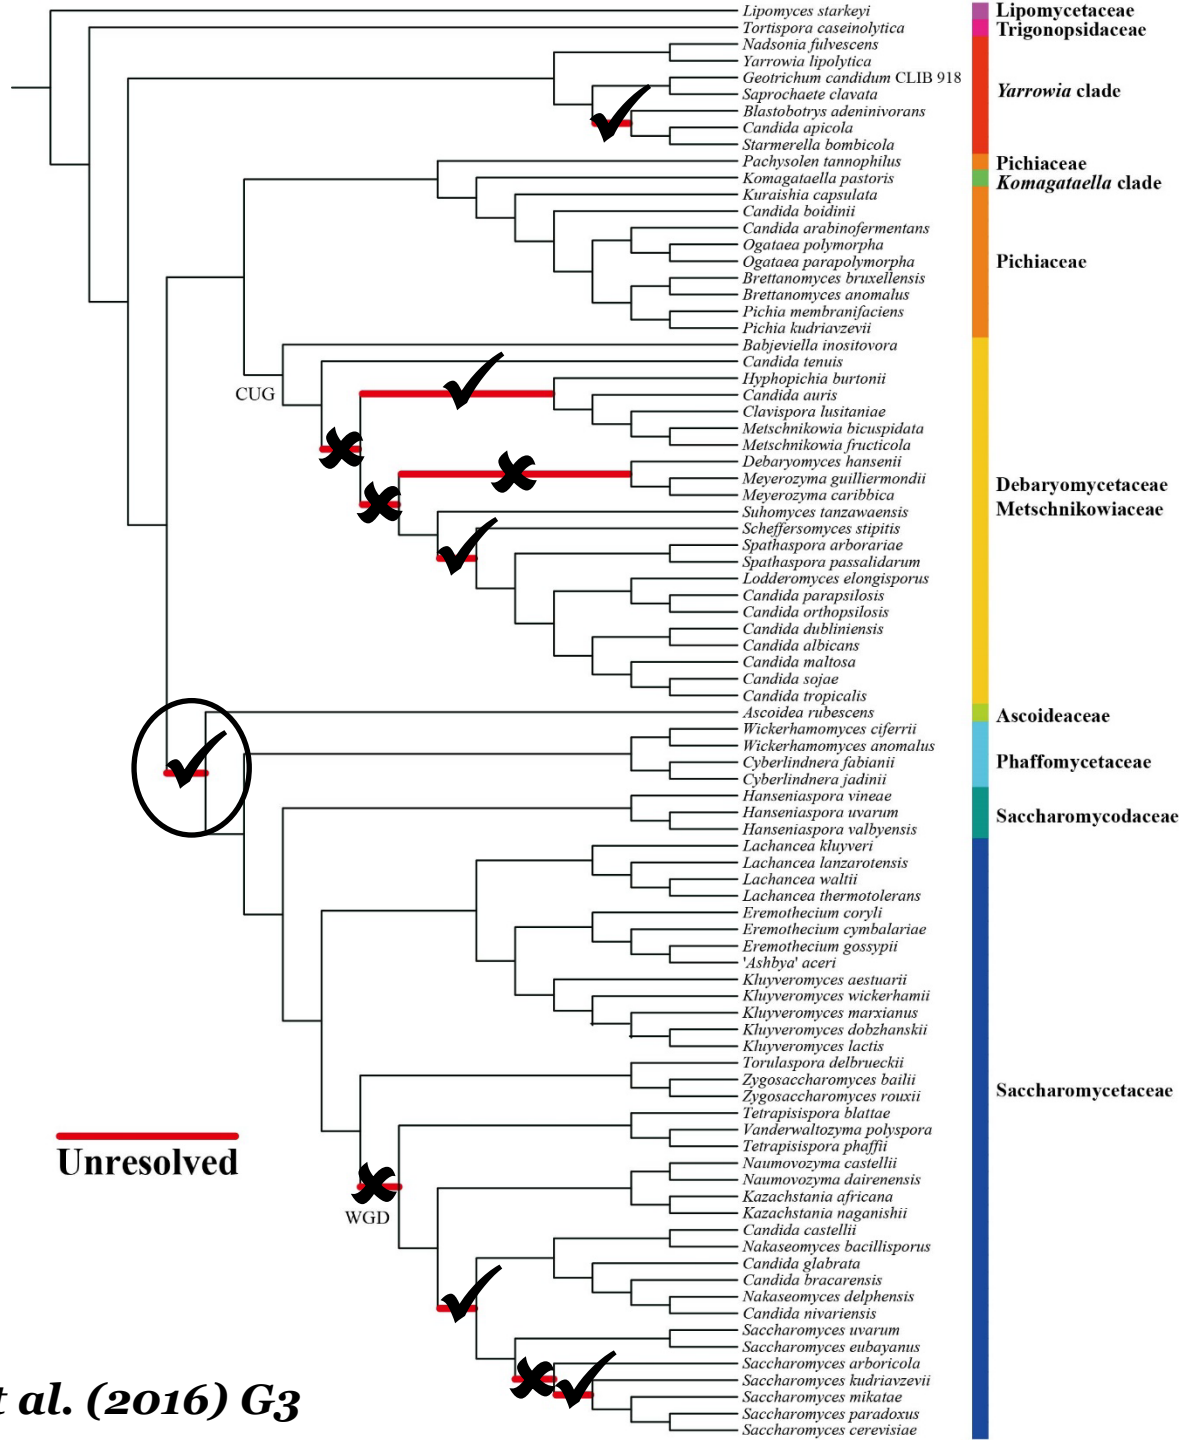 Lipomyces starkeyi
Tortispora caseinolytica
Nadsonia fulvescens
Yarrowia lipolytica
Geotrichum candidum CLIB 918
Saprochaete clavata
Blastobotrys adeninivorans
Candida apicola
Starmerella bombicola
Pachysolen tannophilus
Komagataella pastoris
Kuraishia capsulata
Candida boidinii
Candida arabinofermentans
Ogataea polymorpha
Ogataea parapolymorpha
Brettanomyces bruxellensis
Brettanomyces anomalus
Pichia membranifaciens
Pichia kudriavzevii
Babjeviella inositovora
Candida tenuis
Hyphopichia burtonii
Candida auris
Clavispora lusitaniae
Metschnikowia bicuspidata
Metschnikowia fructicola
Debaryomyces hansenii
Meyerozyma guilliermondii
Meyerozyma caribbica
Suhomyces tanzawaensis
Scheffersomyces stipitis
Spathaspora arborariae
Spathaspora passalidarum
Lodderomyces elongisporus
Candida parapsilosis
Candida orthopsilosis
Candida dubliniensis
Candida albicans
Candida maltosa
Candida sojae
Candida tropicalis
Ascoidea rubescens
Wickerhamomyces ciferrii
Wickerhamomyces anomalus
Cyberlindnera fabianii
Cyberlindnera jadinii
Hanseniaspora vineae
Hanseniaspora uvarum
Hanseniaspora valbyensis
Lachancea kluyveri
Lachancea lanzarotensis
Lachancea waltii
Lachancea thermotolerans
Eremothecium coryli
Eremothecium cymbalariae
Eremothecium gossypii
'Ashbya' aceri
Kluyveromyces aestuarii
Kluyveromyces wickerhamii
Kluyveromyces marxianus
Kluyveromyces dobzhanskii
Kluyveromyces lactis
Torulaspora delbrueckii
Zygosaccharomyces bailii
Zygosaccharomyces rouxii
Tetrapisispora blattae
Vanderwaltozyma polyspora
Tetrapisispora phaffii
Naumovozyma castellii
Naumovozyma dairenensis
Kazachstania africana
Kazachstania naganishii
Candida castellii
Nakaseomyces bacillisporus
Candida glabrata
Candida bracarensis
Nakaseomyces delphensis
Candida nivariensis
Saccharomyces uvarum
Saccharomyces eubayanus
Saccharomyces arboricola
Saccharomyces kudriavzevii
Saccharomyces mikatae
Saccharomyces paradoxus
Saccharomyces cerevisiae
Lipomycetaceae
Trigonopsidaceae
Yarrowia clade
Pichiaceae
Komagataella clade
Pichiaceae
Debaryomycetaceae
Metschnikowiaceae
Ascoideaceae
Phaffomycetaceae
Saccharomycodaceae
Saccharomycetaceae
CUG
WGD
Unresolved
t al. (2016) G3